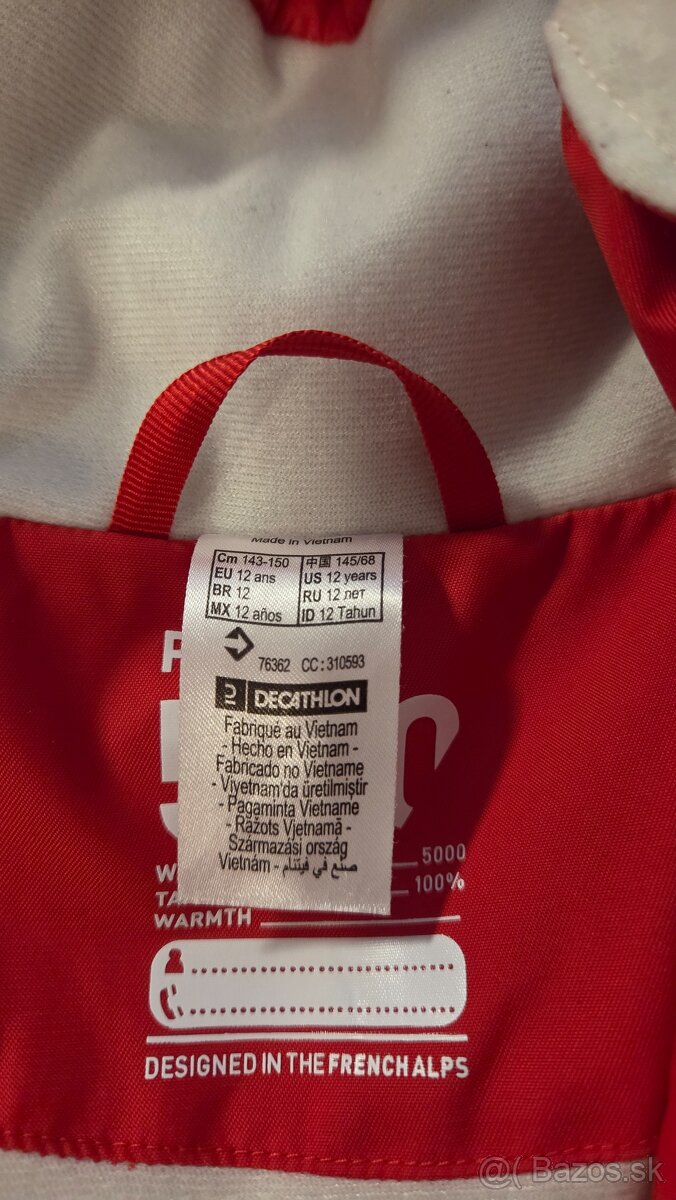 Made in Vietnam
Cm 143-150 中国 145/68
EU 12 ans US 12 years
BR 12 RU 12 лет
MX 12 años ID 12 Tahun
76362 CC : 310593
DECATHLON
Fabriqué au Vietnam
- Hecho en Vietnam -
Fabricado no Vietname
- Viyetnam'da üretilmiştir
- Pagaminta Vietname
- Ražots Vjetnamā -
Származási ország
Vietnám - صنع في فيتنام
5000
100%
WARMTH
DESIGNED IN THE FRENCH ALPS
@( Bazos.sk